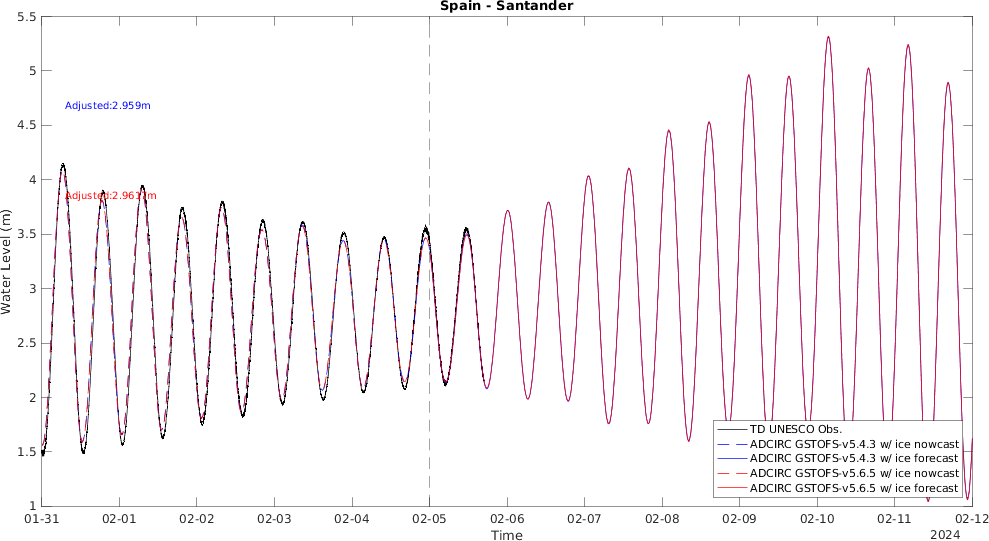 Spain - Santander
5.5
5
4.5
4
3.5
3
2.5
2
1.5
1
Water Level (m)
Adjusted:2.959m
Adjusted:2.9617m
TD UNESCO Obs.
ADCIRC GSTOFS-v5.4.3 w/ ice nowcast
ADCIRC GSTOFS-v5.4.3 w/ ice forecast
ADCIRC GSTOFS-v5.6.5 w/ ice nowcast
ADCIRC GSTOFS-v5.6.5 w/ ice forecast
01-31 02-01 02-02 02-03 02-04 02-05 02-06 02-07 02-08 02-09 02-10 02-11 02-12
Time
2024